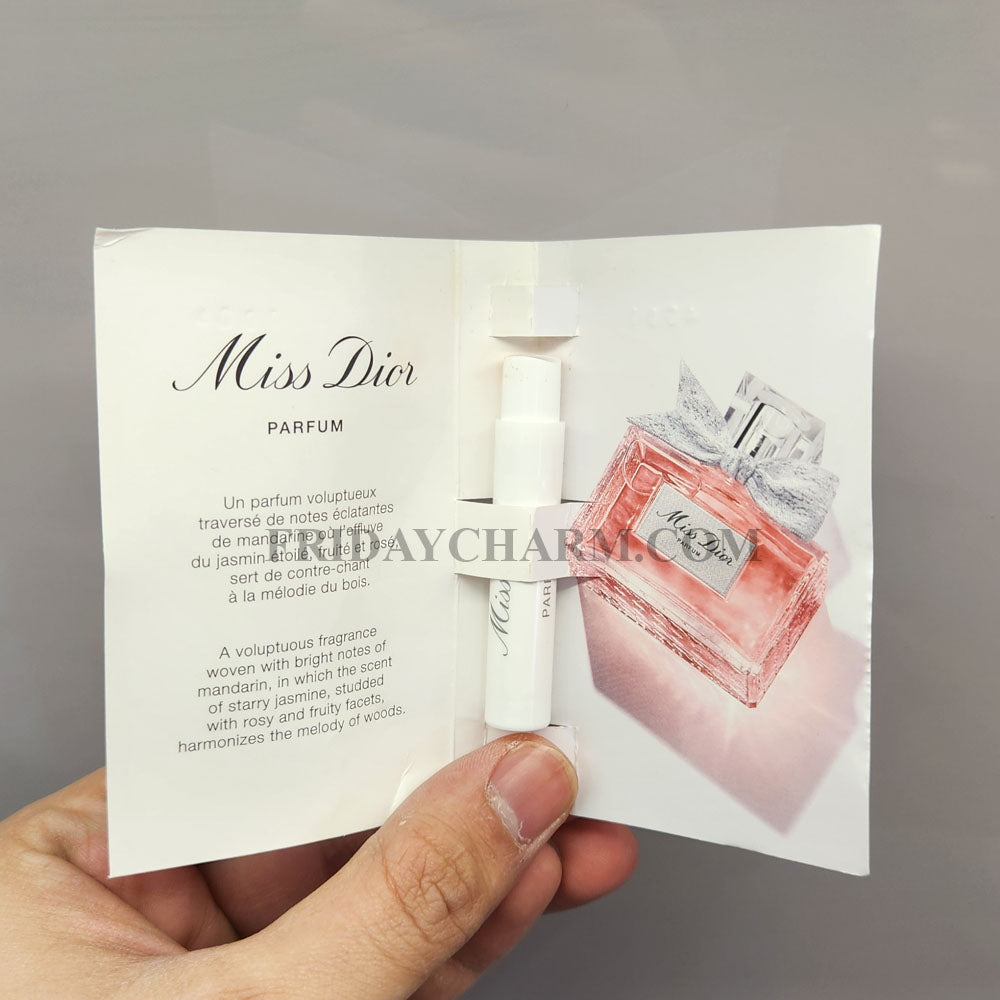 Miss Dior
PARFUM
Un parfum voluptueux
traversé de notes éclatantes
de mandarine où l'effluve
du jasmin étoilé fruité et rosé,
sert de contre-chant
à la mélodie du bois.
A voluptuous fragrance
woven with bright notes of
mandarin, in which the scent
of starry jasmine, studded
with rosy and fruity facets,
harmonizes the melody of woods.
Miss
PAR
Miss Dior
PARFUM
FRIDAYCHARM.COM